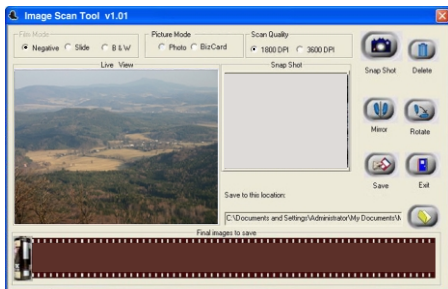 Image Scan Tool v1.01
Film Mode
Negative Slide B & W
Picture Mode
Photo BizCard
Scan Quality
1800 DPI 3600 DPI
Live View
Snap Shot
Snap Shot Delete
Mirror Rotate
Save Exit
Save to this location:
C:\Documents and Settings\Administrator\My Documents\
Final images to save